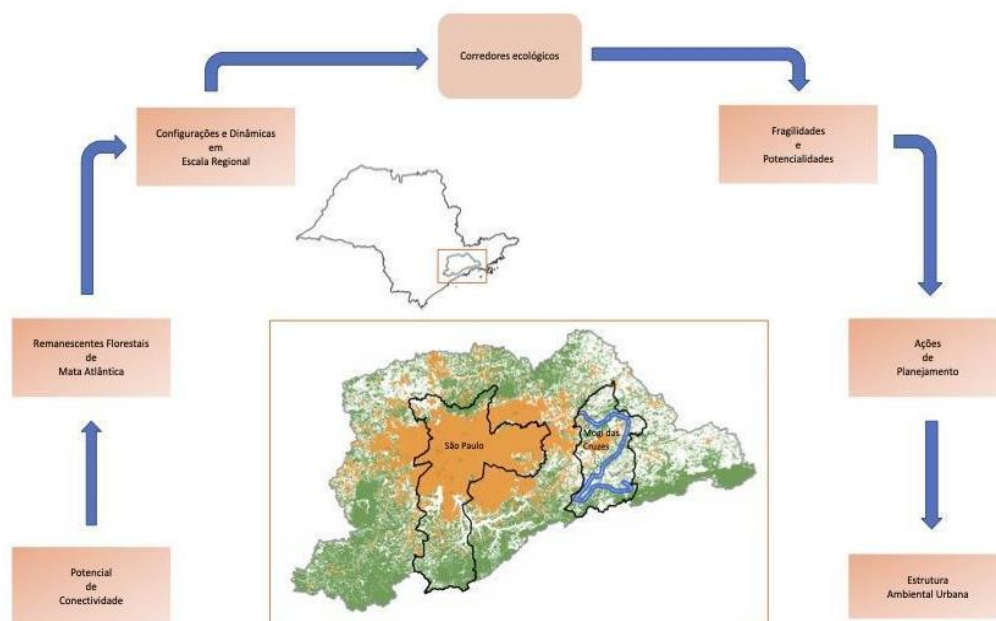 Corredores ecológicos
Configurações e Dinâmicas
em
Escala Regional
Fragilidades
e
Potencialidades
Remanescentes Florestais
de
Mata Atlântica
Ações
de
Planejamento
São Paulo
Mogi das
Cruzes
Potencial
de
Conectividade
Estrutura
Ambiental Urbana